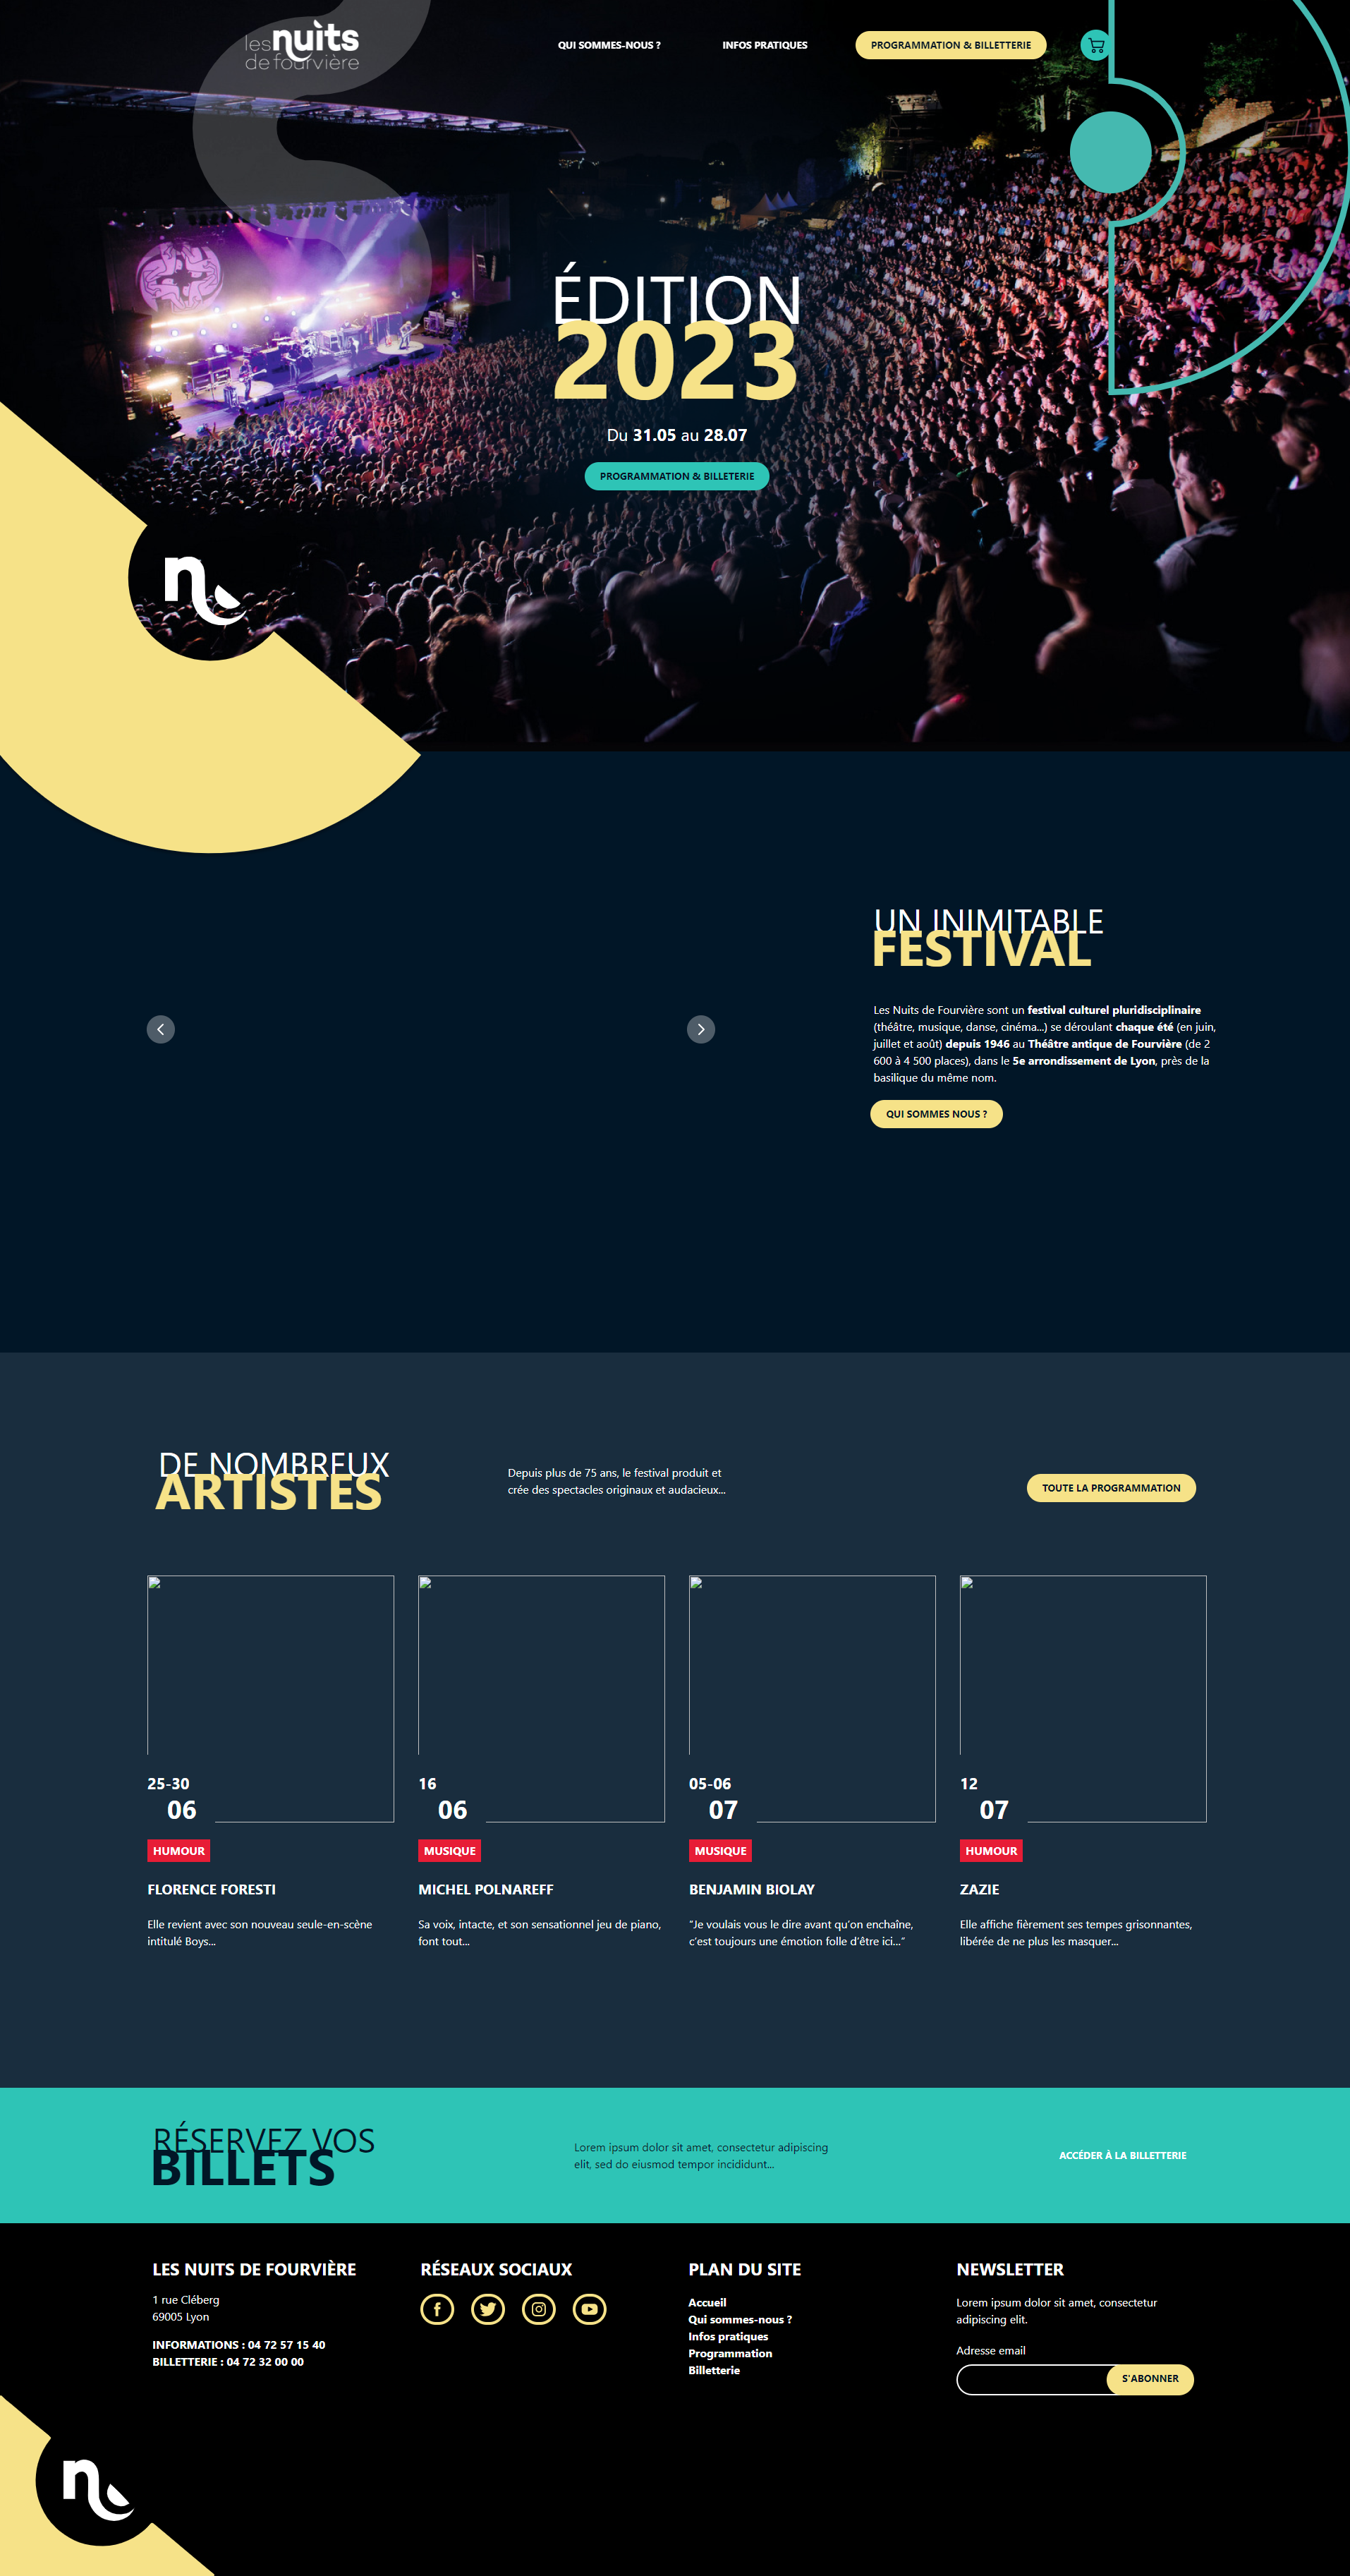 les nuits
de fourvière
QUI SOMMES-NOUS ?
INFOS PRATIQUES
PROGRAMMATION & BILLETTERIE
ÉDITION
2023
Du 31.05 au 28.07
PROGRAMMATION & BILLETERIE
n
UN INIMITABLE
FESTIVAL
Les Nuits de Fourvière sont un festival culturel pluridisciplinaire
(théâtre, musique, danse, cinéma...) se déroulant chaque été (en juin,
juillet et août) depuis 1946 au Théâtre antique de Fourvière (de 2
600 à 4 500 places), dans le 5e arrondissement de Lyon, près de la
basilique du même nom.
QUI SOMMES NOUS ?
DE NOMBREUX
ARTISTES
Depuis plus de 75 ans, le festival produit et
crée des spectacles originaux et audacieux...
TOUTE LA PROGRAMMATION
25-30
06
HUMOUR
FLORENCE FORESTI
Elle revient avec son nouveau seule-en-scène
intitulé Boys...
16
06
MUSIQUE
MICHEL POLNAREFF
Sa voix, intacte, et son sensationnel jeu de piano,
font tout...
05-06
07
MUSIQUE
BENJAMIN BIOLAY
“Je voulais vous le dire avant qu’on enchaîne,
c’est toujours une émotion folle d’être ici...”
12
07
HUMOUR
ZAZIE
Elle affiche fièrement ses tempes grisonnantes,
libérée de ne plus les masquer...
RÉSERVEZ VOS
BILLETS
Lorem ipsum dolor sit amet, consectetur adipiscing
elit, sed do eiusmod tempor incididunt...
ACCÉDER À LA BILLETTERIE
LES NUITS DE FOURVIÈRE
1 rue Cléberg
69005 Lyon
INFORMATIONS : 04 72 57 15 40
BILLETTERIE : 04 72 32 00 00
RÉSEAUX SOCIAUX
PLAN DU SITE
Accueil
Qui sommes-nous ?
Infos pratiques
Programmation
Billetterie
NEWSLETTER
Lorem ipsum dolor sit amet, consectetur
adipiscing elit.
Adresse email
S'ABONNER
n